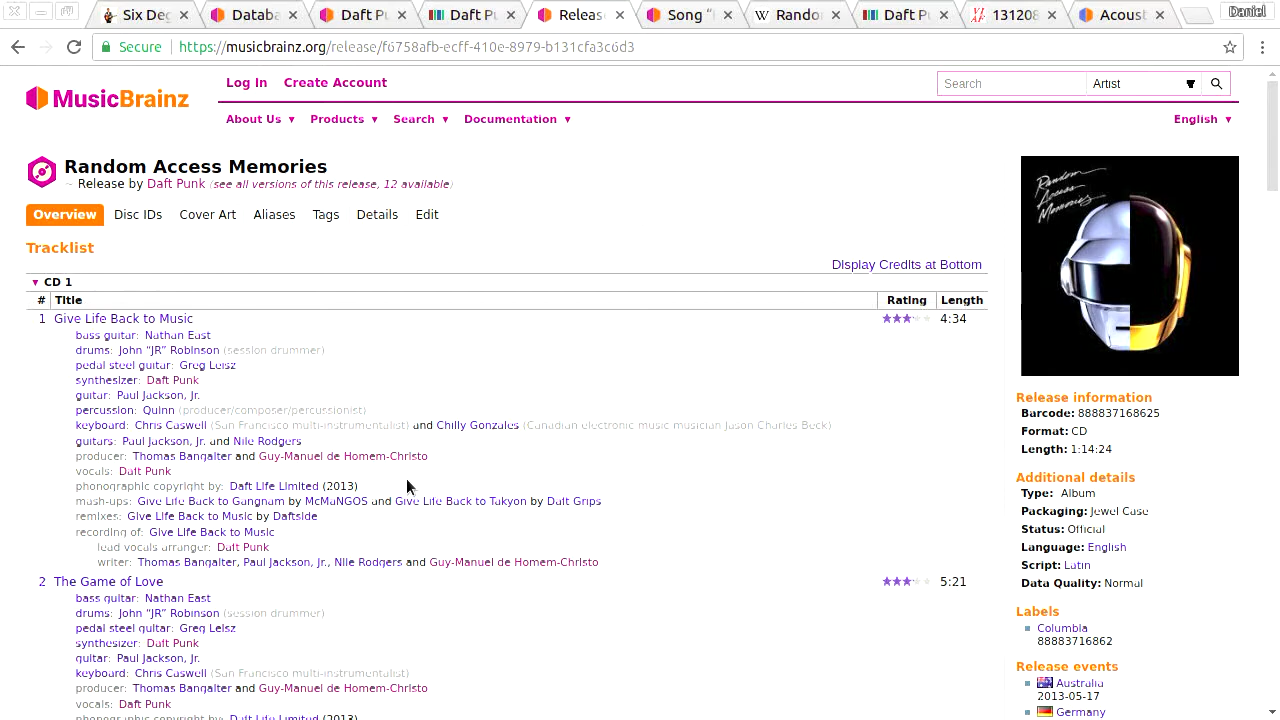 Six Deg
Databa
Daft Pu
Daft Pu
Releas
Song "
Rando
Daft P
131208
Acoust
Daniel
Secure
https://musicbrainz.org/release/f6758afb-ecff-410e-8979-b131cfa3c6d3
MusicBrainz
Log In Create Account
Search Artist
About Us ▼ Products ▼ Search ▼ Documentation ▼ English ▼
Random Access Memories
~ Release by Daft Punk (see all versions of this release, 12 available)
Overview Disc IDs Cover Art Aliases Tags Details Edit
Tracklist
Display Credits at Bottom
▼ CD 1
# Title Rating Length
1 Give Life Back to Music 4:34
bass guitar: Nathan East
drums: John “JR” Robinson (session drummer)
pedal steel guitar: Greg Leisz
synthesizer: Daft Punk
guitar: Paul Jackson, Jr.
percussion: Quinn (producer/composer/percussionist)
keyboard: Chris Caswell (San Francisco multi-instrumentalist) and Chilly Gonzales (Canadian electronic music musician Jason Charles Beck)
guitars: Paul Jackson, Jr. and Nile Rodgers
producer: Thomas Bangalter and Guy-Manuel de Homem-Christo
vocals: Daft Punk
phonographic copyright by: Daft Life Limited (2013)
mash-ups: Give Life Back to Gangnam by McMaNGOS and Give Life Back to Takyon by Daft Grips
remixes: Give Life Back to Music by Daftside
recording of: Give Life Back to Music
lead vocals arranger: Daft Punk
writer: Thomas Bangalter, Paul Jackson, Jr., Nile Rodgers and Guy-Manuel de Homem-Christo
2 The Game of Love 5:21
bass guitar: Nathan East
drums: John “JR” Robinson (session drummer)
pedal steel guitar: Greg Leisz
synthesizer: Daft Punk
guitar: Paul Jackson, Jr.
keyboard: Chris Caswell (San Francisco multi-instrumentalist)
producer: Thomas Bangalter and Guy-Manuel de Homem-Christo
vocals: Daft Punk
phonographic copyright by: Daft Life Limited (2013)
Random
Access
Memories
Release information
Barcode: 888837168625
Format: CD
Length: 1:14:24
Additional details
Type: Album
Packaging: Jewel Case
Status: Official
Language: English
Script: Latin
Data Quality: Normal
Labels
Columbia
88883716862
Release events
Australia
2013-05-17
Germany